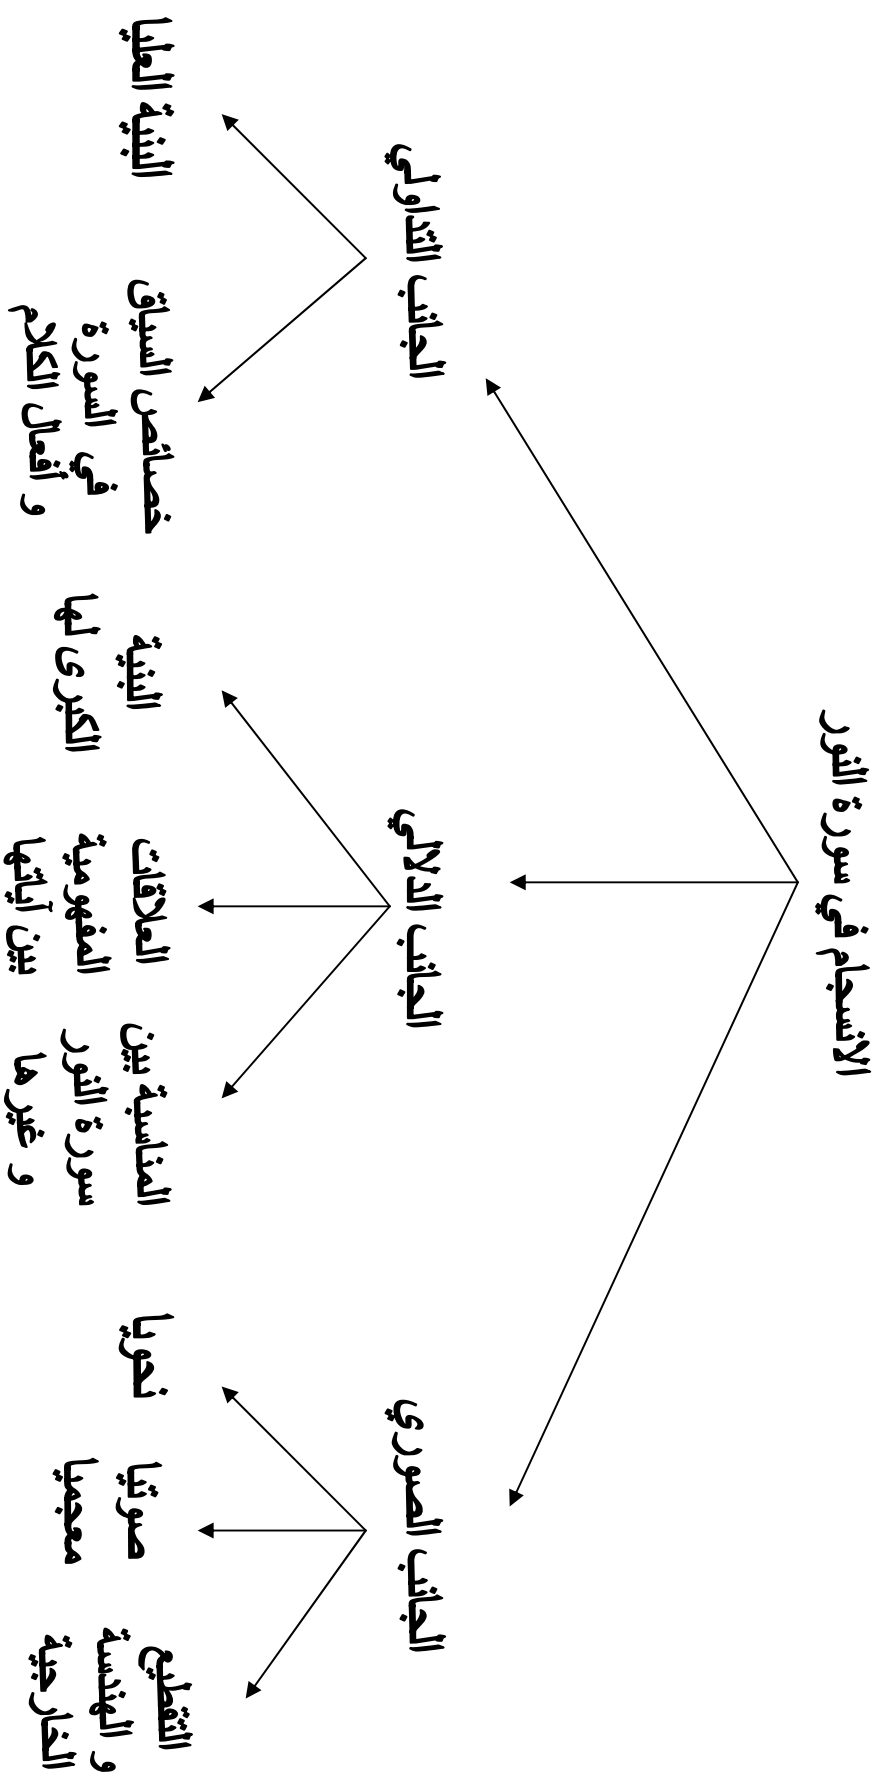 الانسجام في سورة النور
الجانب الصوري
الجانب الدلالي
الجانب التداولي
التقطيع
و الهندسة
الخارجية
صوتيا
معجميا
نحويا
المناسبة بين
سورة النور
و غيرها
العلاقات
المفهومية
بين آياتها
البنية
الكبرى لها
خصائص السياق
في السورة
و أفعال الكلام
البنية العليا